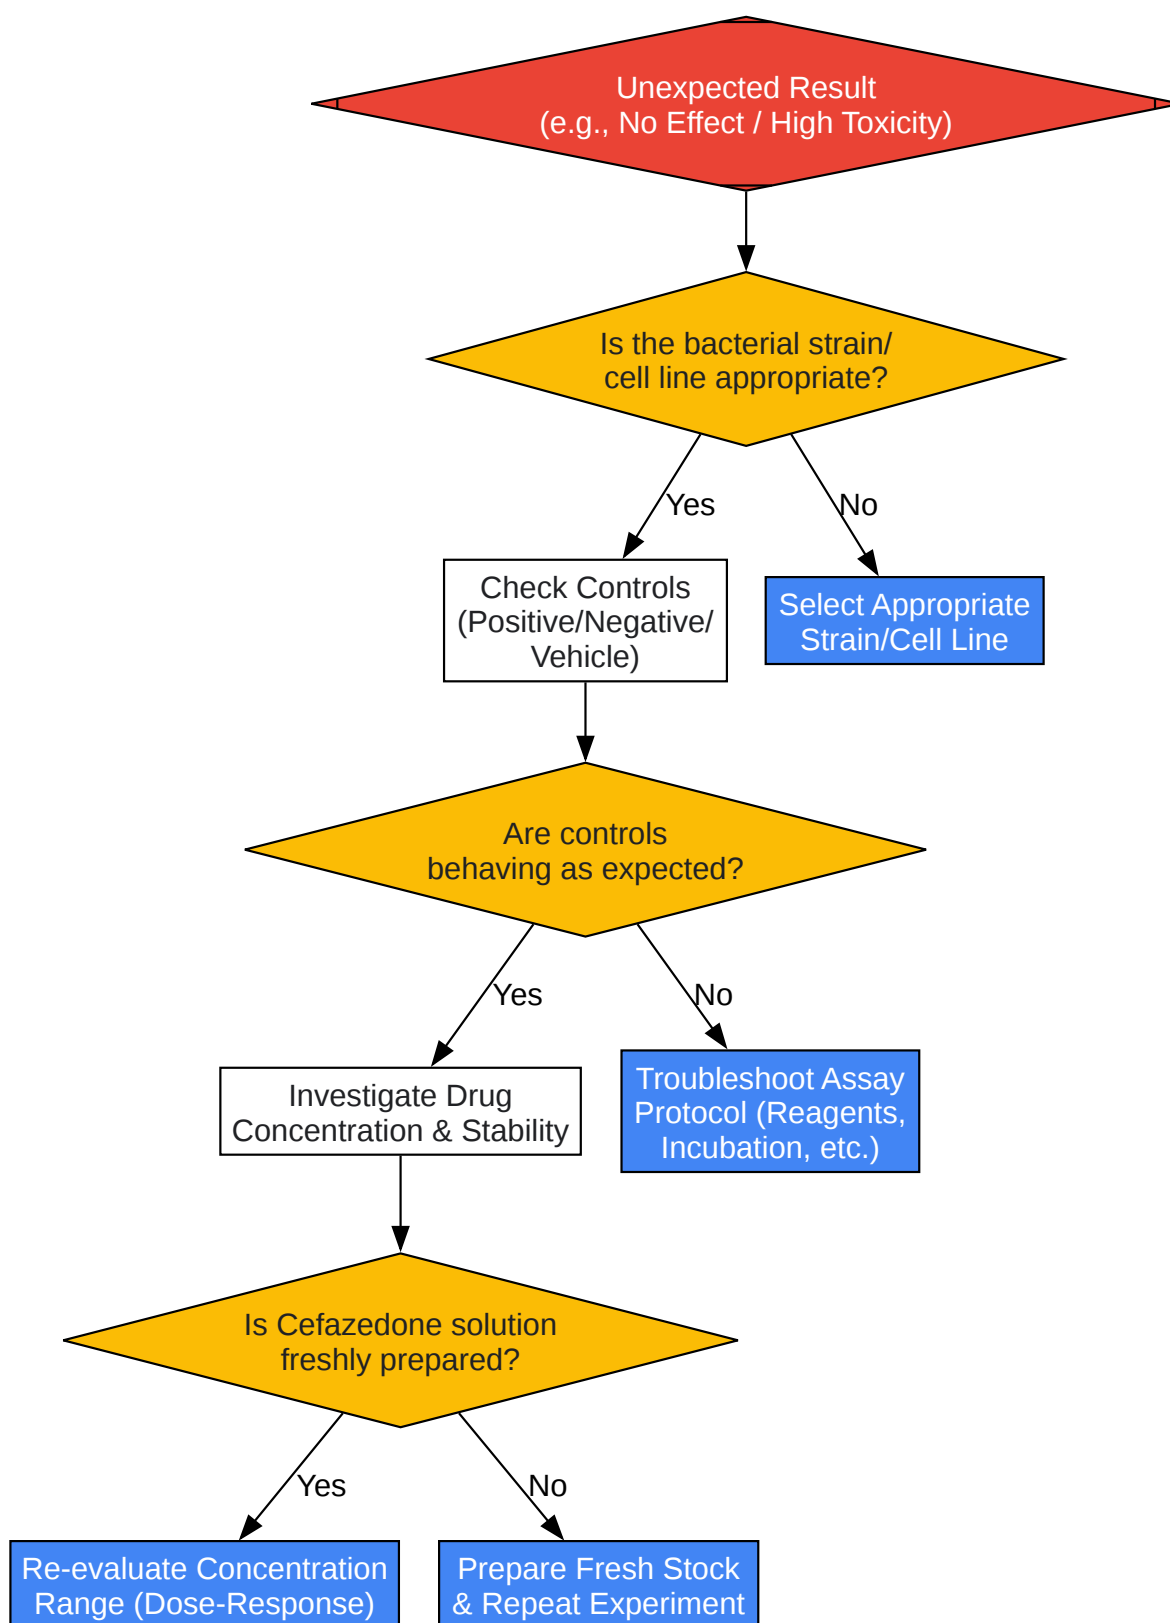 Unexpected Result
(e.g., No Effect / High Toxicity)
Is the bacterial strain/
cell line appropriate?
Yes
No
Check Controls
(Positive/Negative/
Vehicle)
Select Appropriate
Strain/Cell Line
Are controls
behaving as expected?
Yes
No
Investigate Drug
Concentration & Stability
Troubleshoot Assay
Protocol (Reagents,
Incubation, etc.)
Is Cefazedone solution
freshly prepared?
Yes
No
Re-evaluate Concentration
Range (Dose-Response)
Prepare Fresh Stock
& Repeat Experiment